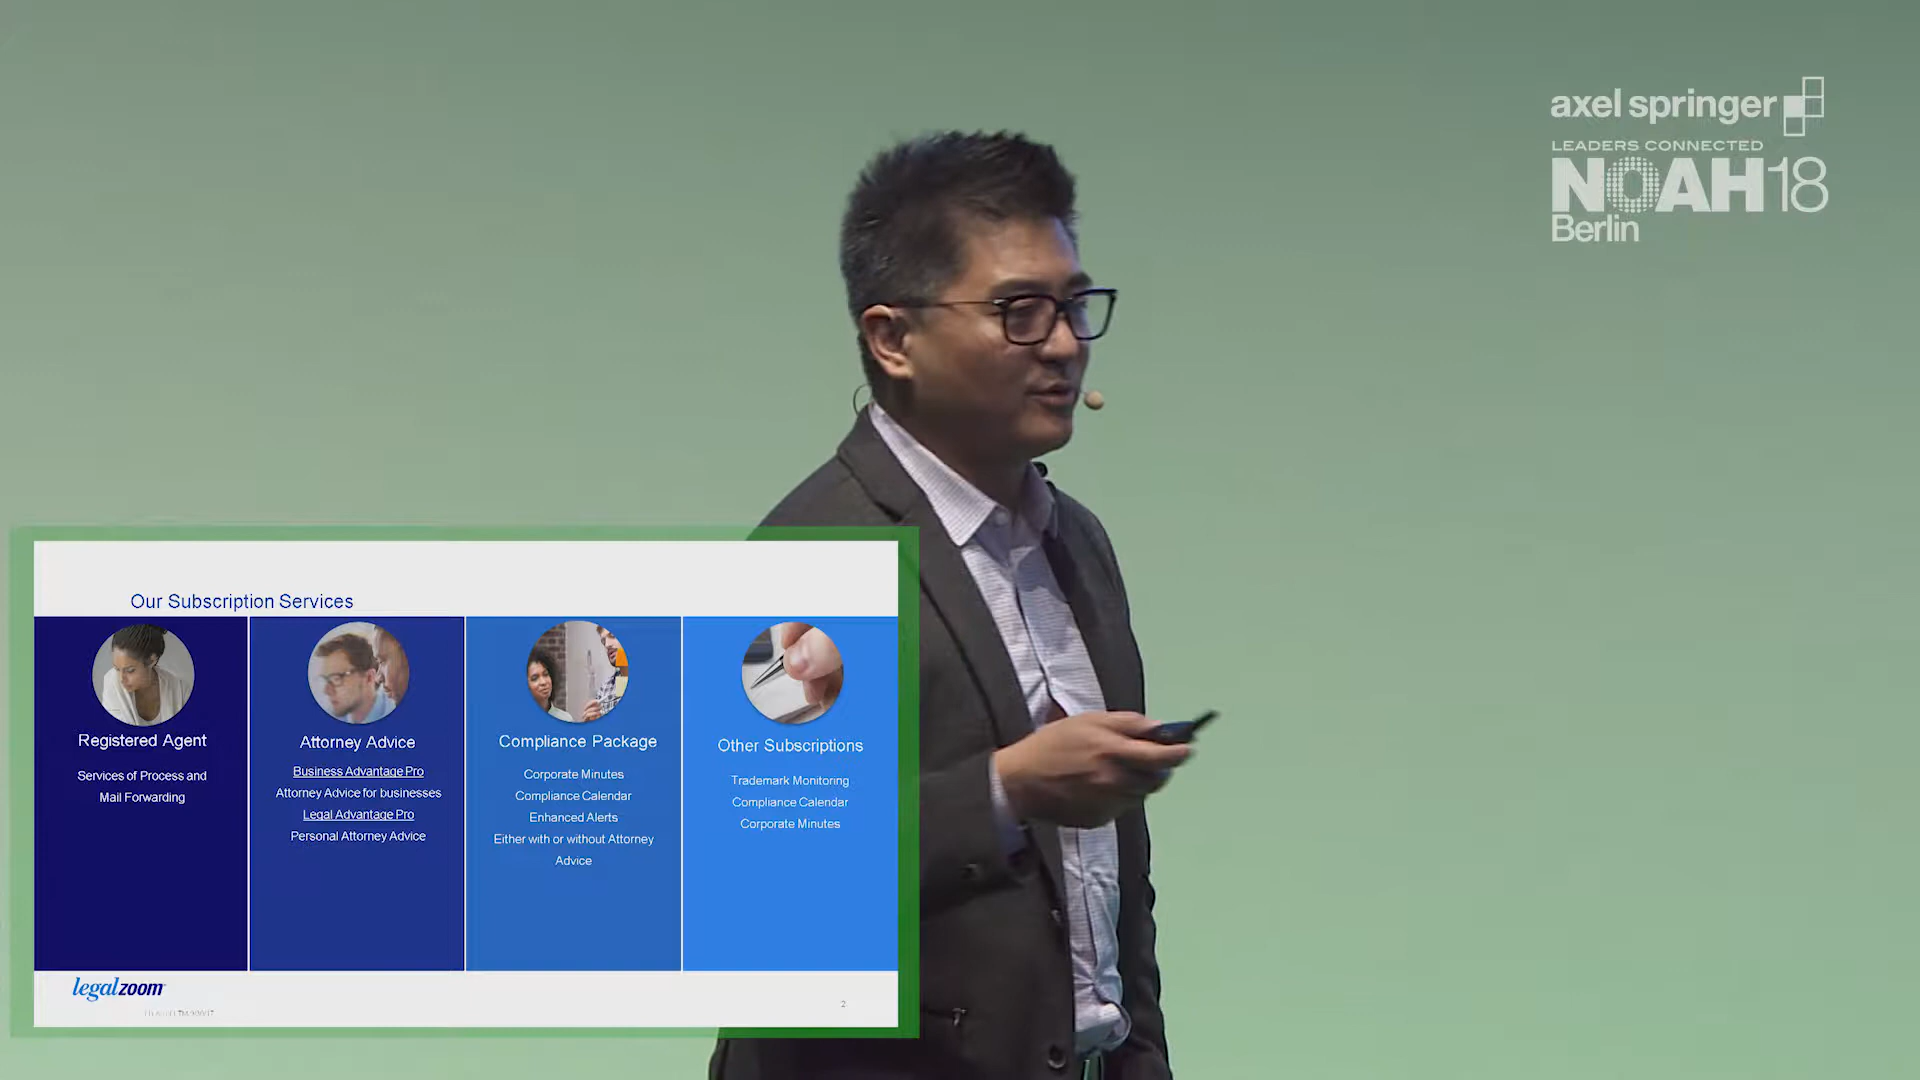 axel springer
LEADERS CONNECTED
NOAH18
Berlin
Our Subscription Services
Registered Agent
Services of Process and
Mail Forwarding
Attorney Advice
Business Advantage Pro
Attorney Advice for businesses
Legal Advantage Pro
Personal Attorney Advice
Compliance Package
Corporate Minutes
Compliance Calendar
Enhanced Alerts
Either with or without Attorney
Advice
Other Subscriptions
Trademark Monitoring
Compliance Calendar
Corporate Minutes
legalzoom
2